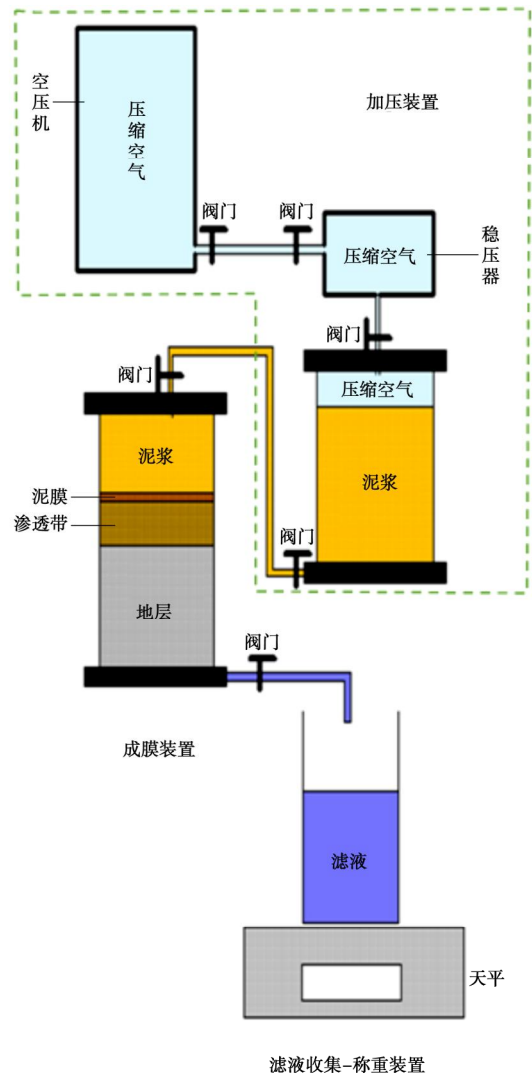 空压机
压缩空气
加压装置
阀门
阀门
压缩空气
稳压器
阀门
阀门
压缩空气
泥浆
泥浆
泥膜
渗透带
阀门
地层
阀门
成膜装置
滤液
天平
滤液收集-称重装置